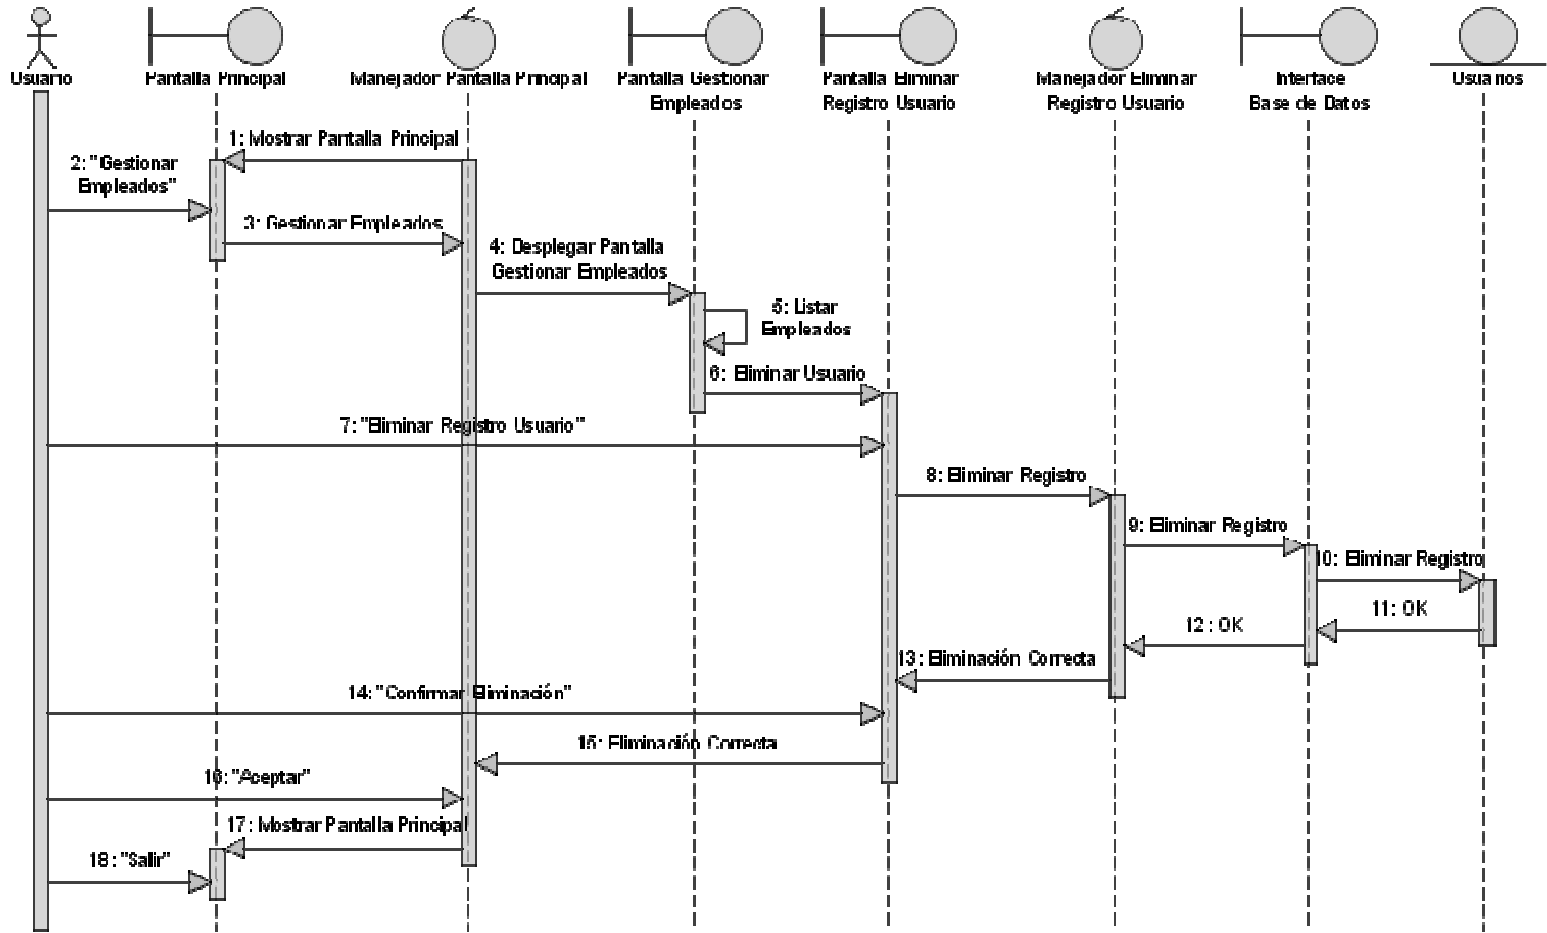 Usuario
Pantalla Principal
Manejador Pantalla Principal
Pantalla Gestionar
Empleados
Pantalla Eliminar
Registro Usuario
Manejador Eliminar
Registro Usuario
Interface
Base de Datos
Usuarios
1: Mostrar Pantalla Principal
2: "Gestionar
Empleados"
3: Gestionar Empleados
4: Desplegar Pantalla
Gestionar Empleados
5: Listar
Empleados
6: Eliminar Usuario
7: "Eliminar Registro Usuario"
8: Eliminar Registro
9: Eliminar Registro
10: Eliminar Registro
11: OK
12: OK
13: Eliminación Correcta
14: "Confirmar Eliminación"
15: Eliminación Correcta
16: "Aceptar"
17: Mostrar Pantalla Principal
18: "Salir"